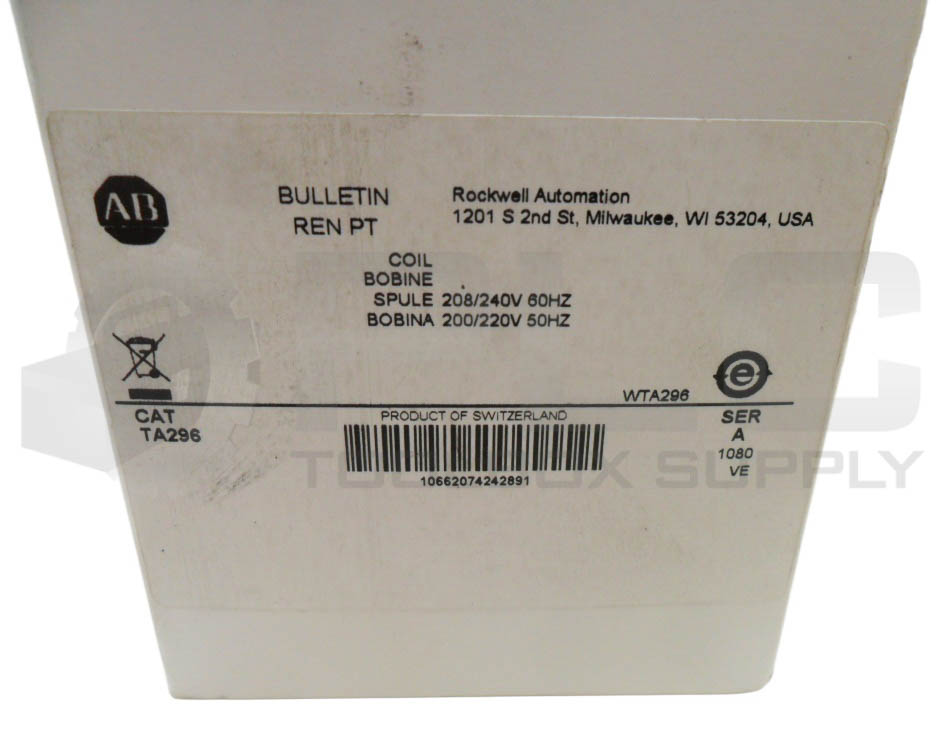 AB
BULLETIN
REN PT
Rockwell Automation
1201 S 2nd St, Milwaukee, WI 53204, USA
COIL
BOBINE
SPULE 208/240V 60HZ
BOBINA 200/220V 50HZ
PLC
TOOLBOX SUPPLY
e
WTA296
CAT
TA296
PRODUCT OF SWITZERLAND
10662074242891
SER
A
1080
VE